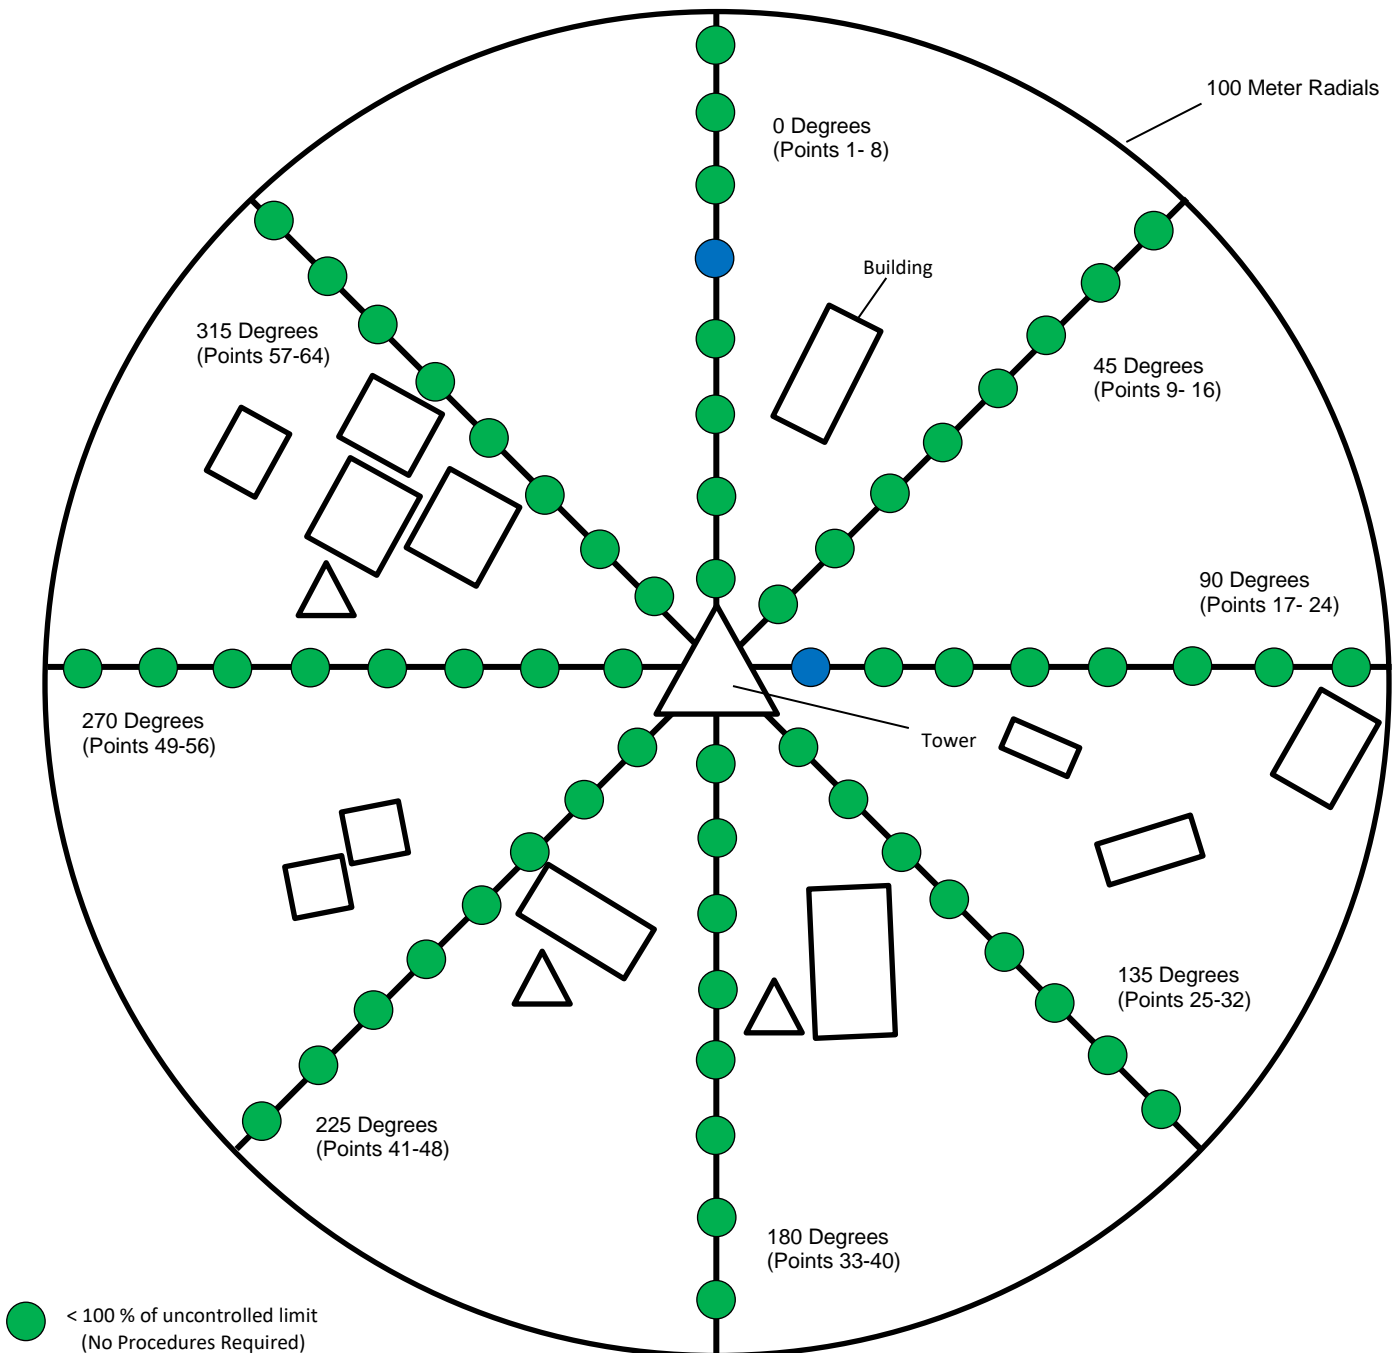 100 Meter Radials
0 Degrees
(Points 1- 8)
Building
315 Degrees
(Points 57-64)
45 Degrees
(Points 9- 16)
90 Degrees
(Points 17- 24)
270 Degrees
(Points 49-56)
Tower
135 Degrees
(Points 25-32)
225 Degrees
(Points 41-48)
180 Degrees
(Points 33-40)
< 100 % of uncontrolled limit
(No Procedures Required)